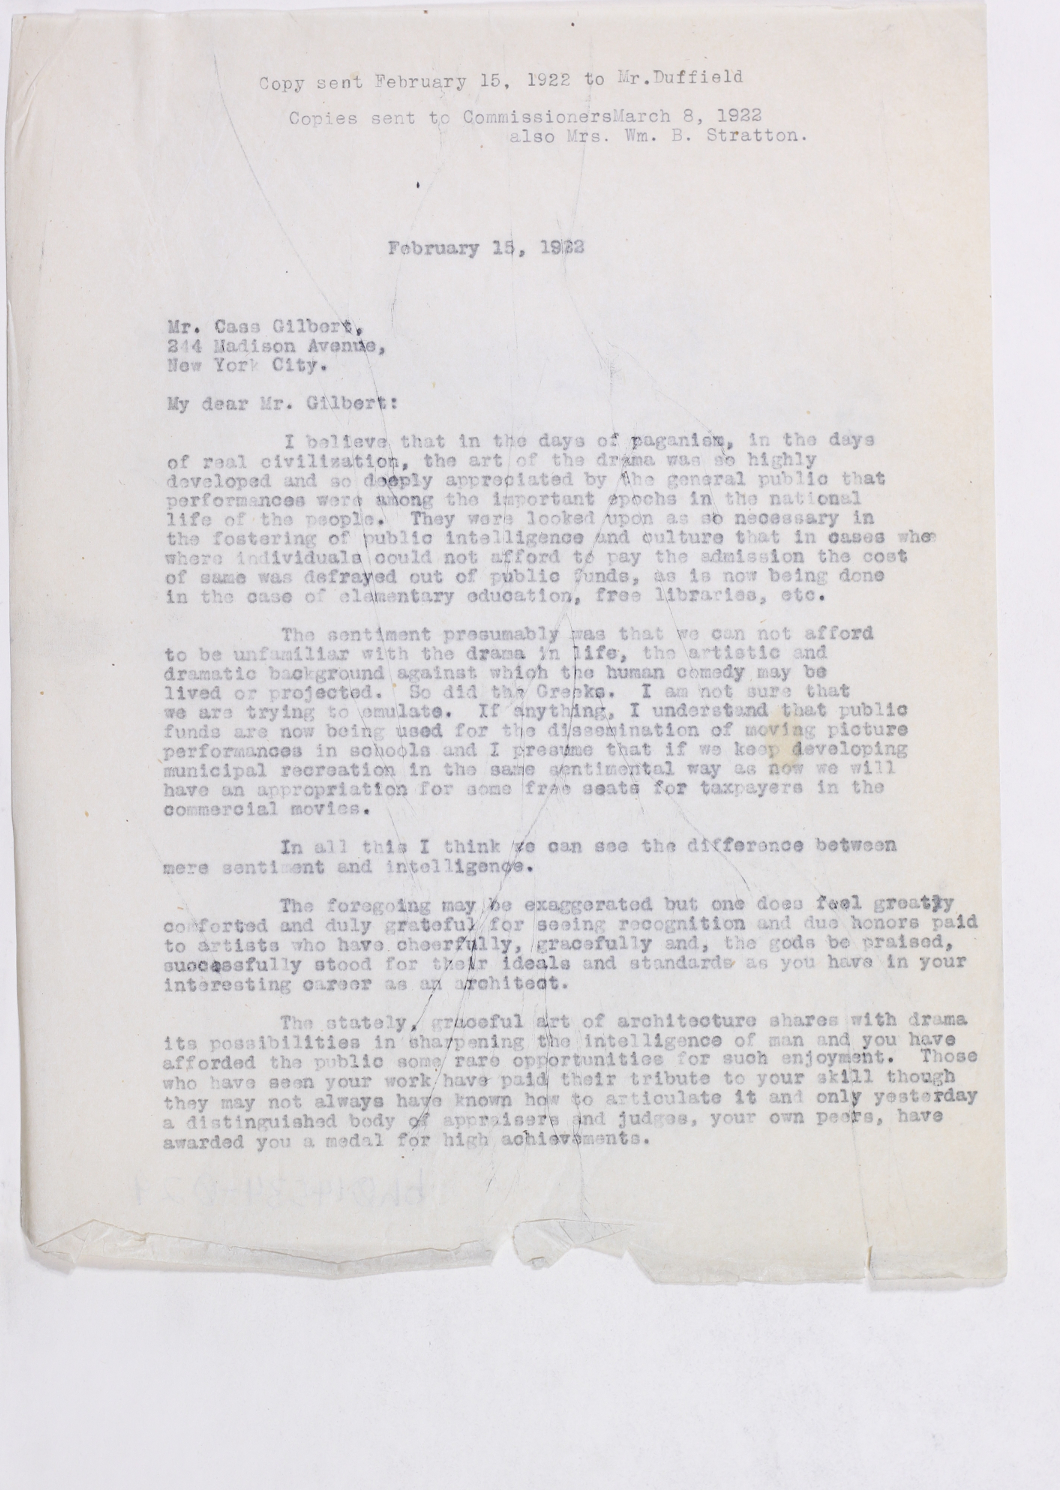 Copy sent February 15, 1922 to Mr.Duffield
Copies sent to CommissionersMarch 8, 1922
also Mrs. Wm. B. Stratton.
February 15, 1922
Mr. Cass Gilbert,
244 Madison Avenue,
New York City.
My dear Mr. Gilbert:
I believe that in the days of paganism, in the days
of real civilization, the art of the drama was so highly
developed and so deeply appreciated by the general public that
performances were among the important epochs in the national
life of the people. They were looked upon as so necessary in
the fostering of public intelligence and culture that in cases whe
where individuals could not afford to pay the admission the cost
of same was defrayed out of public funds, as is now being done
in the case of elementary education, free libraries, etc.
The sentiment presumably was that we can not afford
to be unfamiliar with the drama in life, the artistic and
dramatic background against which the human comedy may be
lived or projected. So did the Greeks. I am not sure that
we are trying to emulate. If anything, I understand that public
funds are now being used for the dissemination of moving picture
performances in schools and I presume that if we keep developing
municipal recreation in the same sentimental way as now we will
have an appropriation for some free seats for taxpayers in the
commercial movies.
In all this I think we can see the difference between
mere sentiment and intelligence.
The foregoing may be exaggerated but one does feel greatly
comforted and duly grateful for seeing recognition and due honors paid
to artists who have cheerfully, gracefully and, the gods be praised,
successfully stood for their ideals and standards as you have in your
interesting career as an architect.
The stately, graceful art of architecture shares with drama
its possibilities in sharpening the intelligence of man and you have
afforded the public some rare opportunities for such enjoyment. Those
who have seen your work have paid their tribute to your skill though
they may not always have known how to articulate it and only yesterday
a distinguished body of appraisers and judges, your own peers, have
awarded you a medal for high achievements.